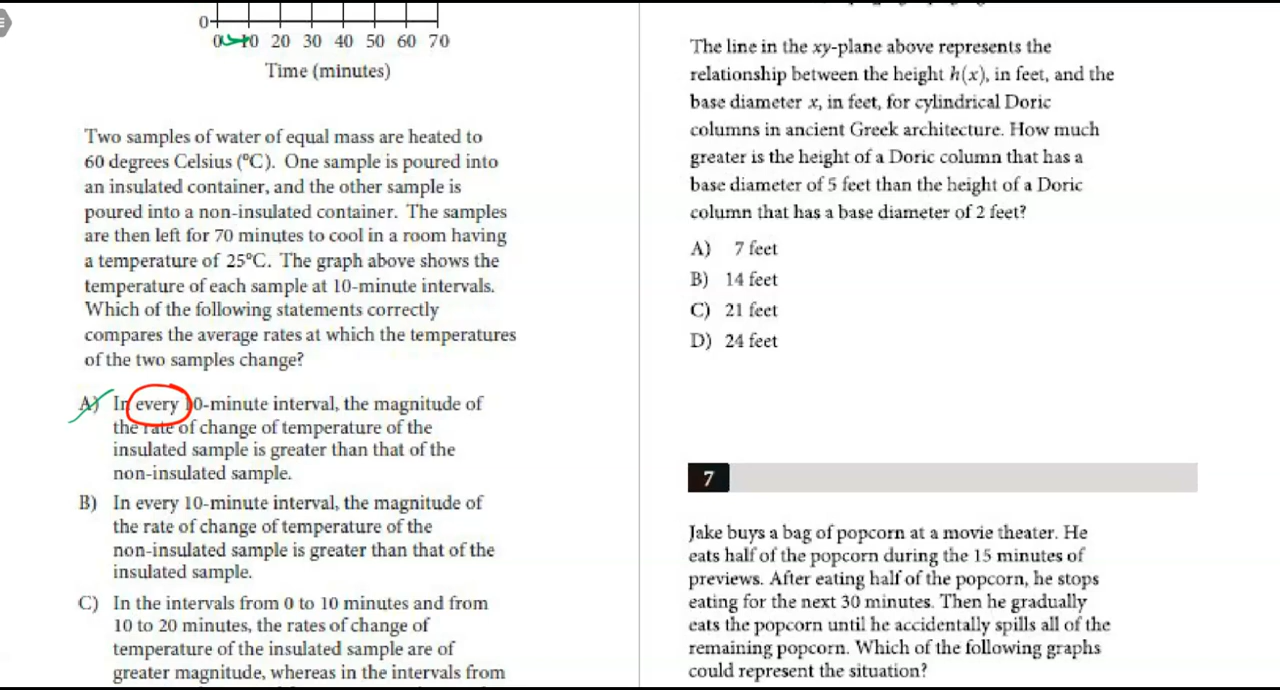 0
0 10 20 30 40 50 60 70
Time (minutes)
Two samples of water of equal mass are heated to
60 degrees Celsius (°C). One sample is poured into
an insulated container, and the other sample is
poured into a non-insulated container. The samples
are then left for 70 minutes to cool in a room having
a temperature of 25°C. The graph above shows the
temperature of each sample at 10-minute intervals.
Which of the following statements correctly
compares the average rates at which the temperatures
of the two samples change?
A) In every 10-minute interval, the magnitude of
the rate of change of temperature of the
insulated sample is greater than that of the
non-insulated sample.
B) In every 10-minute interval, the magnitude of
the rate of change of temperature of the
non-insulated sample is greater than that of the
insulated sample.
C) In the intervals from 0 to 10 minutes and from
10 to 20 minutes, the rates of change of
temperature of the insulated sample are of
greater magnitude, whereas in the intervals from
The line in the xy-plane above represents the
relationship between the height h(x), in feet, and the
base diameter x, in feet, for cylindrical Doric
columns in ancient Greek architecture. How much
greater is the height of a Doric column that has a
base diameter of 5 feet than the height of a Doric
column that has a base diameter of 2 feet?
A) 7 feet
B) 14 feet
C) 21 feet
D) 24 feet
7
Jake buys a bag of popcorn at a movie theater. He
eats half of the popcorn during the 15 minutes of
previews. After eating half of the popcorn, he stops
eating for the next 30 minutes. Then he gradually
eats the popcorn until he accidentally spills all of the
remaining popcorn. Which of the following graphs
could represent the situation?